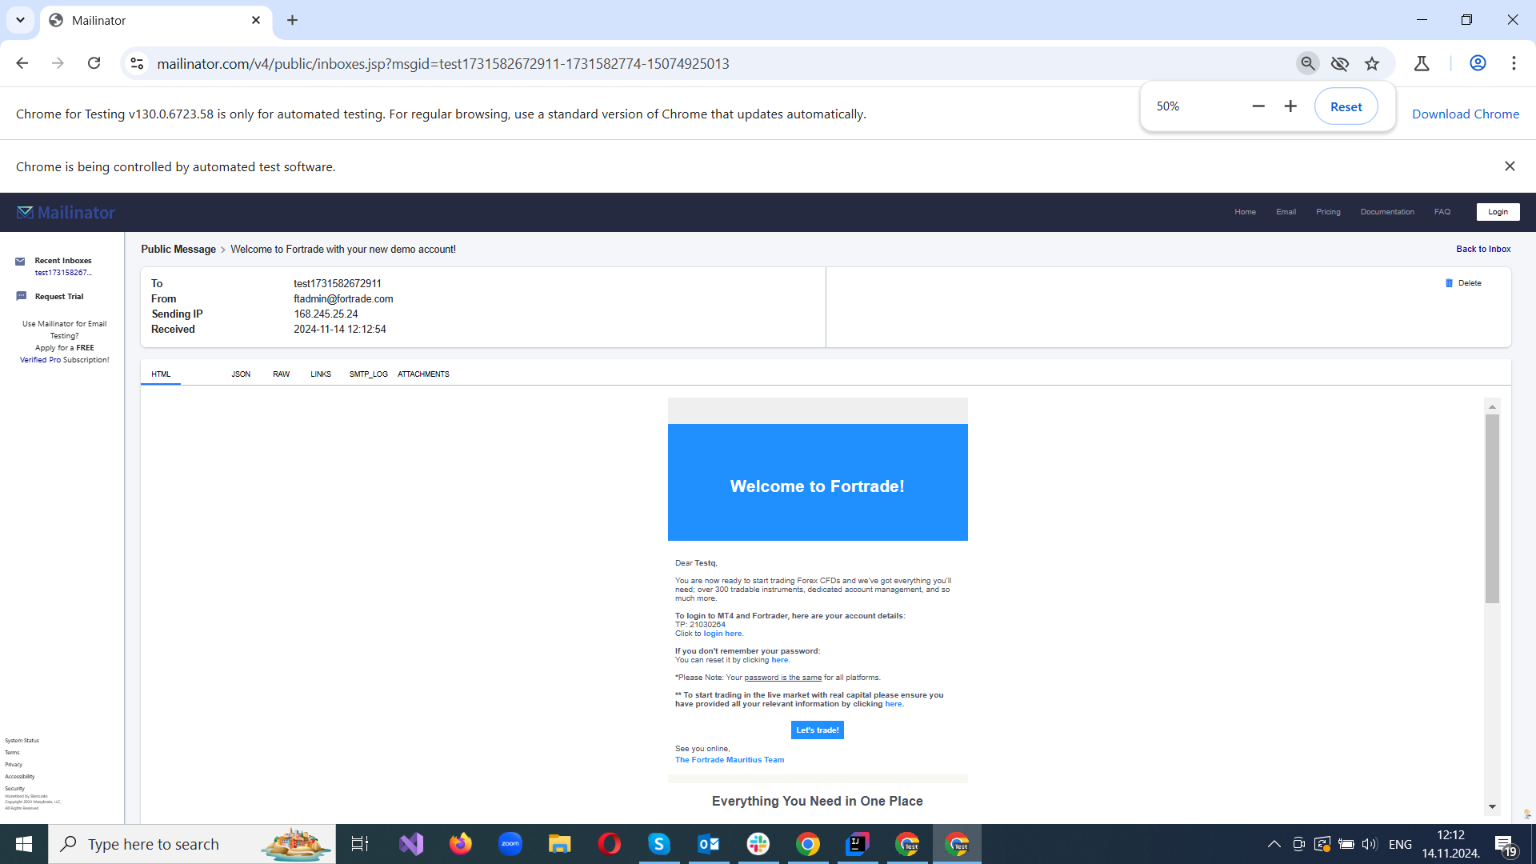 Mailinator
mailinator.com/v4/public/inboxes.jsp?msgid=test1731582672911-1731582774-15074925013
50%
Reset
Chrome for Testing v130.0.6723.58 is only for automated testing. For regular browsing, use a standard version of Chrome that updates automatically.
Download Chrome
Chrome is being controlled by automated test software.
Mailinator
Home
Email
Pricing
Documentation
FAQ
Login
Recent Inboxes
test173158267...
Request Trial
Use Mailinator for Email
Testing?
Apply for a FREE
Verified Pro Subscription!
Public Message > Welcome to Fortrade with your new demo account!
Back to Inbox
To test1731582672911
From ftadmin@fortrade.com
Sending IP 168.245.25.24
Received 2024-11-14 12:12:54
Delete
HTML
JSON
RAW
LINKS
SMTP_LOG
ATTACHMENTS
Welcome to Fortrade!
Dear Testq,
You are now ready to start trading Forex CFDs and we've got everything you'll
need; over 300 tradable instruments, dedicated account management, and so
much more.
To login to MT4 and Fortrader, here are your account details:
TP: 21030264
Click to login here.
If you don't remember your password:
You can reset it by clicking here.
*Please Note: Your password is the same for all platforms.
** To start trading in the live market with real capital please ensure you
have provided all your relevant information by clicking here.
Let's trade!
See you online,
The Fortrade Mauritius Team
Everything You Need in One Place
System Status
Terms
Privacy
Accessibility
Security
All Rights Reserved
Type here to search
zoom
Test
Test
ENG
12:12
14.11.2024.
19